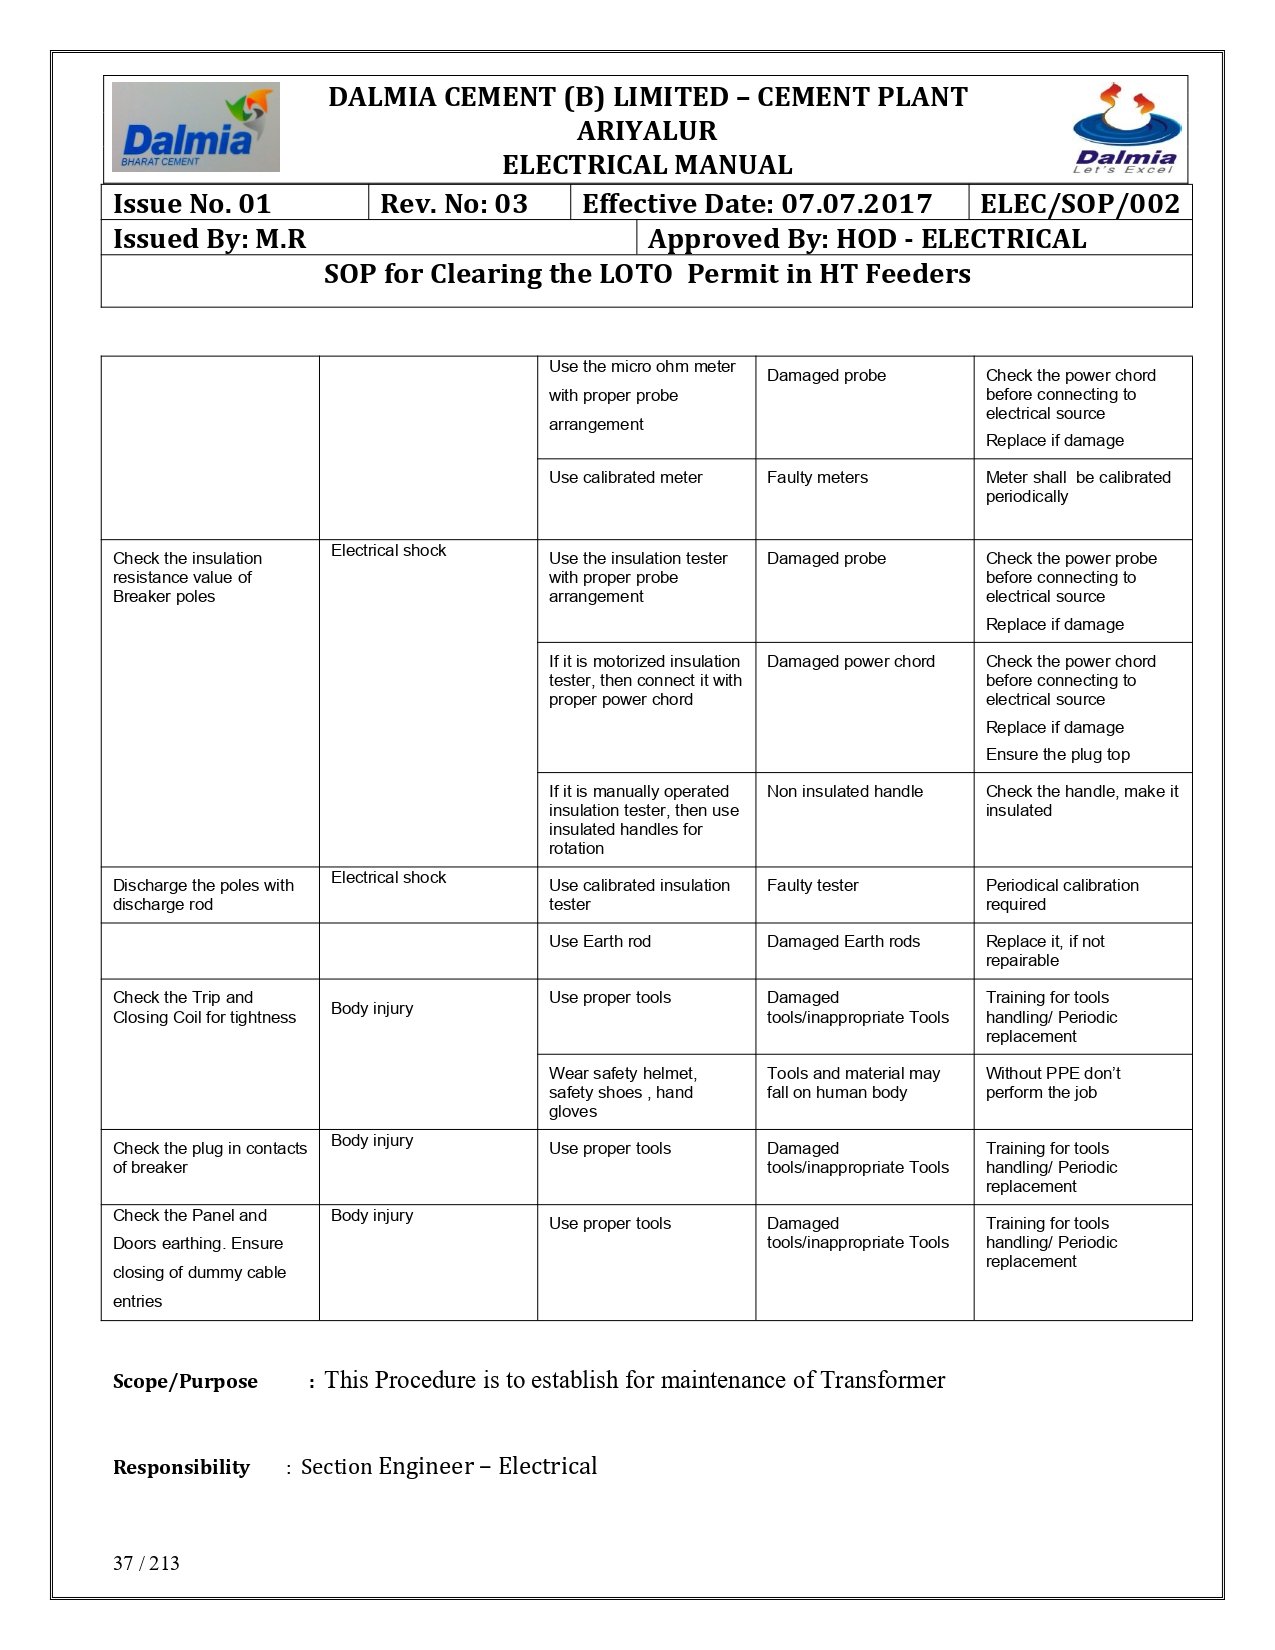 Dalmia
BHARAT CEMENT
DALMIA CEMENT (B) LIMITED – CEMENT PLANT
ARIYALUR
ELECTRICAL MANUAL
Dalmia
Let's Excel
Issue No. 01 Rev. No: 03 Effective Date: 07.07.2017 ELEC/SOP/002
Issued By: M.R Approved By: HOD - ELECTRICAL
SOP for Clearing the LOTO  Permit in HT Feeders
Use the micro ohm meter
with proper probe
arrangement
Damaged probe
Check the power chord
before connecting to
electrical source
Replace if damage
Use calibrated meter
Faulty meters
Meter shall  be calibrated
periodically
Check the insulation
resistance value of
Breaker poles
Electrical shock
Use the insulation tester
with proper probe
arrangement
Damaged probe
Check the power probe
before connecting to
electrical source
Replace if damage
If it is motorized insulation
tester, then connect it with
proper power chord
Damaged power chord
Check the power chord
before connecting to
electrical source
Replace if damage
Ensure the plug top
If it is manually operated
insulation tester, then use
insulated handles for
rotation
Non insulated handle
Check the handle, make it
insulated
Discharge the poles with
discharge rod
Electrical shock
Use calibrated insulation
tester
Faulty tester
Periodical calibration
required
Use Earth rod
Damaged Earth rods
Replace it, if not
repairable
Check the Trip and
Closing Coil for tightness
Body injury
Use proper tools
Damaged
tools/inappropriate Tools
Training for tools
handling/ Periodic
replacement
Wear safety helmet,
safety shoes , hand
gloves
Tools and material may
fall on human body
Without PPE don’t
perform the job
Check the plug in contacts
of breaker
Body injury
Use proper tools
Damaged
tools/inappropriate Tools
Training for tools
handling/ Periodic
replacement
Check the Panel and
Doors earthing. Ensure
closing of dummy cable
entries
Body injury
Use proper tools
Damaged
tools/inappropriate Tools
Training for tools
handling/ Periodic
replacement
Scope/Purpose : This Procedure is to establish for maintenance of Transformer
Responsibility : Section Engineer – Electrical
37 / 213